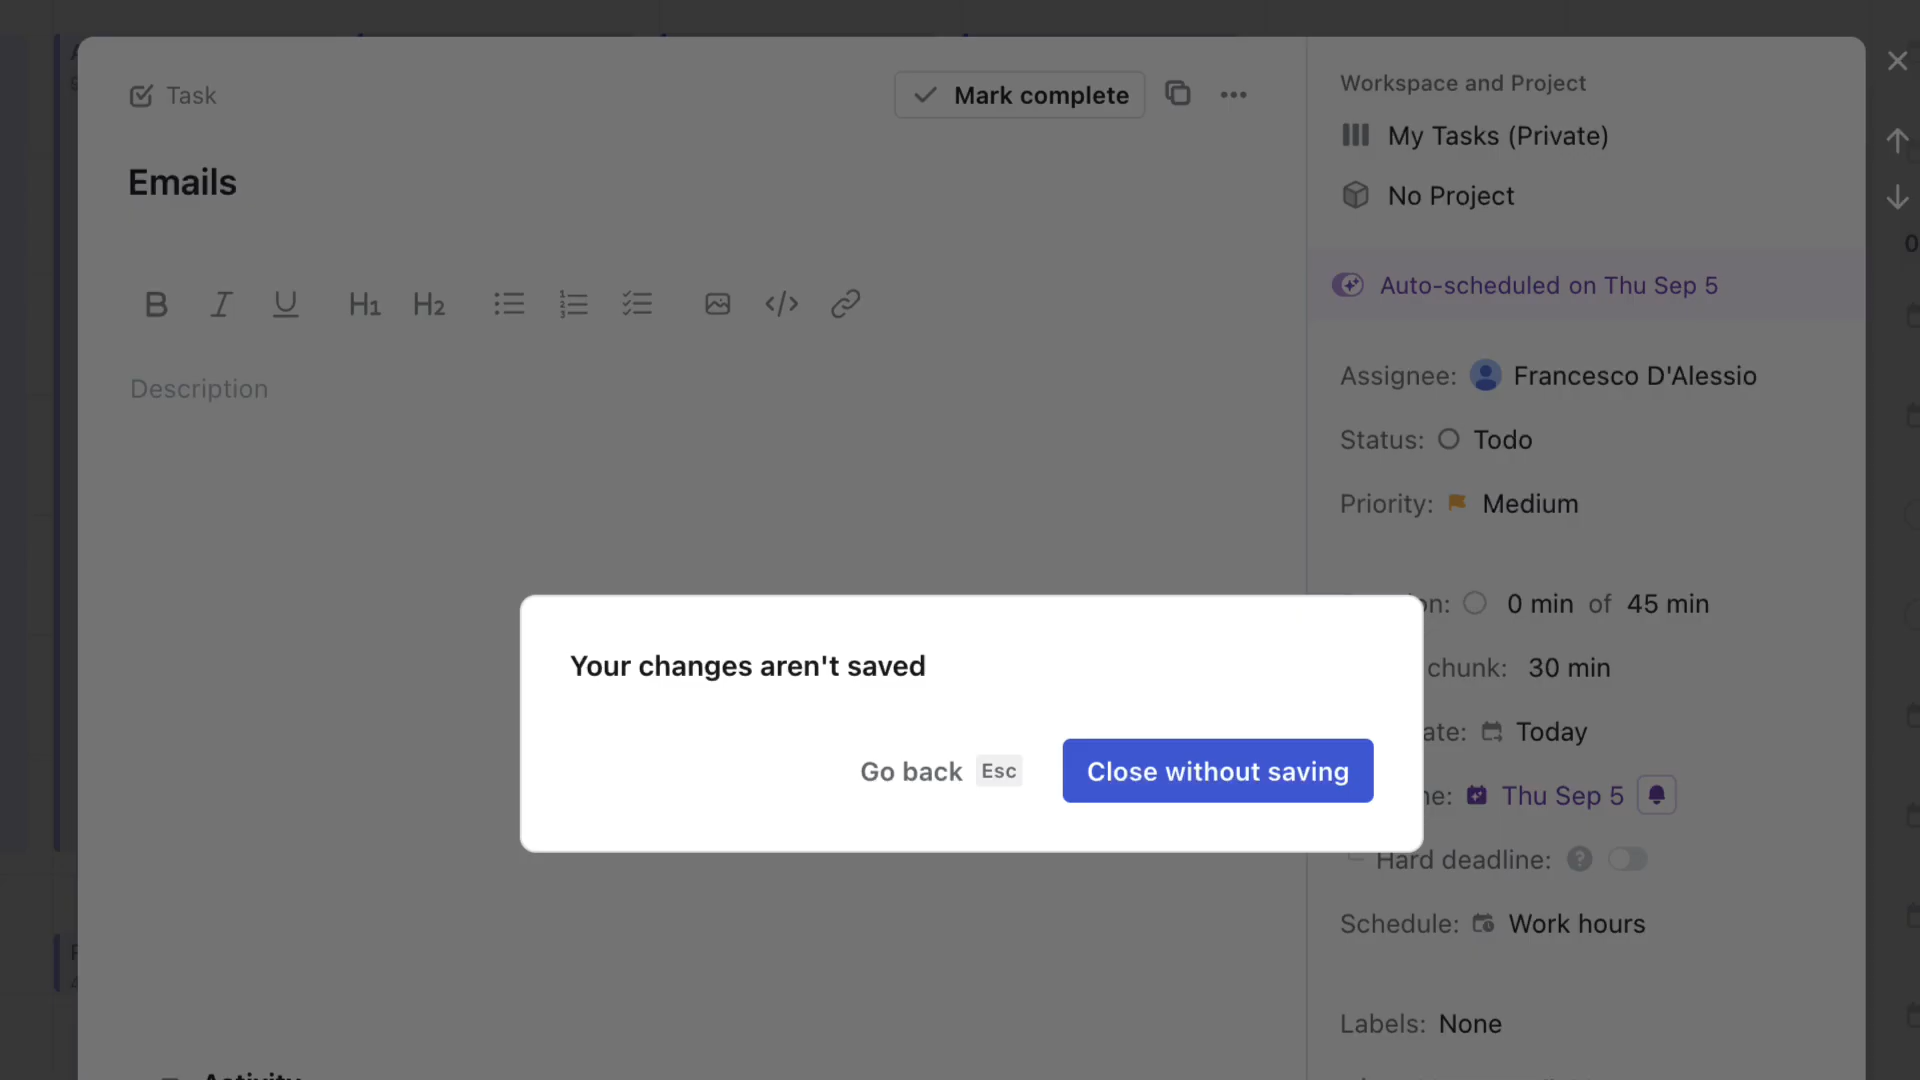 Task
Mark complete
Emails
B I U H1 H2
Description
Workspace and Project
My Tasks (Private)
No Project
Auto-scheduled on Thu Sep 5
Assignee: Francesco D'Alessio
Status: Todo
Priority: Medium
on: 0 min of 45 min
chunk: 30 min
ate: Today
ne: Thu Sep 5
Hard deadline: ?
Schedule: Work hours
Labels: None
Your changes aren't saved
Go back Esc
Close without saving
Activity